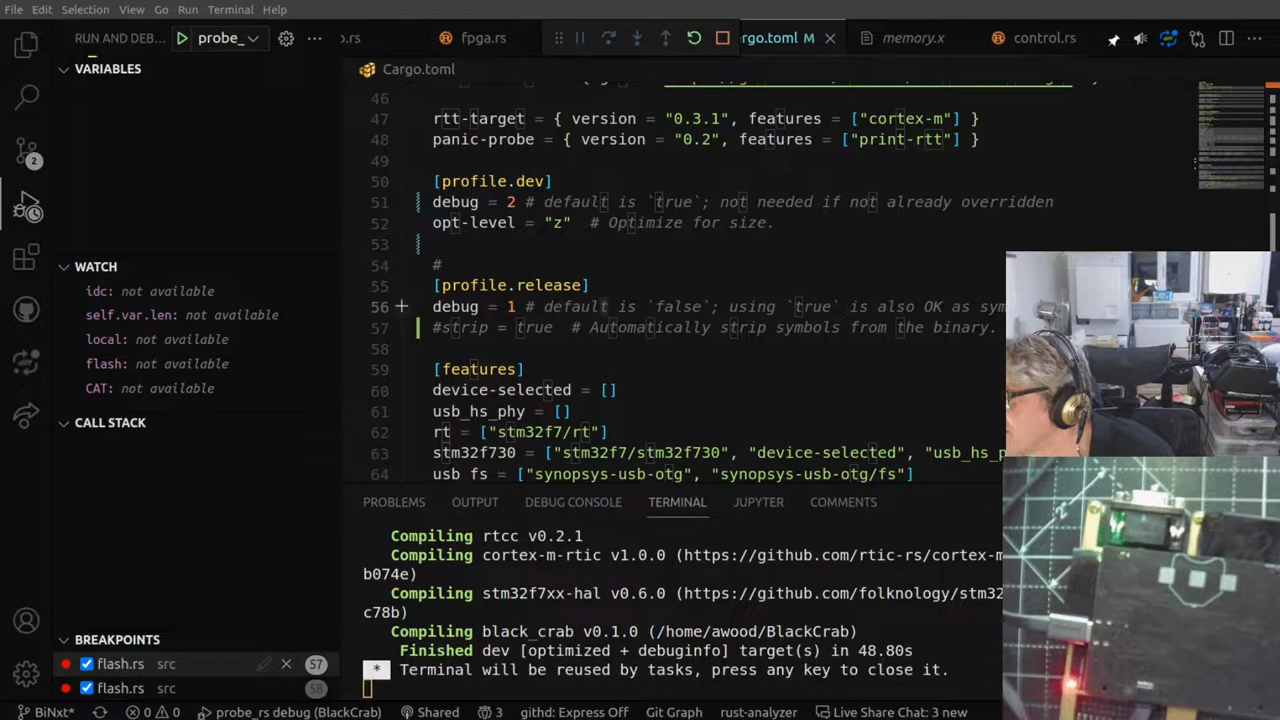 File Edit Selection View Go Run Terminal Help
RUN AND DEB... probe_ ... o.rs fpga.rs Cargo.toml M memory.x control.rs
VARIABLES
Cargo.toml
46
47 rtt-target = { version = "0.3.1", features = ["cortex-m"] }
48 panic-probe = { version = "0.2", features = ["print-rtt"] }
49
50 [profile.dev]
51 debug = 2 # default is `true`; not needed if not already overridden
52 opt-level = "z" # Optimize for size.
53
54 #
55 [profile.release]
56 debug = 1 # default is `false`; using `true` is also OK as sym
57 #strip = true # Automatically strip symbols from the binary.
58
59 [features]
60 device-selected = []
61 usb_hs_phy = []
62 rt = ["stm32f7/rt"]
63 stm32f730 = ["stm32f7/stm32f730", "device-selected", "usb_hs_p
64 usb_fs = ["synopsys-usb-otg", "synopsys-usb-otg/fs"]
WATCH
idc: not available
self.var.len: not available
local: not available
flash: not available
CAT: not available
CALL STACK
BREAKPOINTS
flash.rs src 57
flash.rs src 58
PROBLEMS OUTPUT DEBUG CONSOLE TERMINAL JUPYTER COMMENTS
Compiling rtcc v0.2.1
Compiling cortex-m-rtic v1.0.0 (https://github.com/rtic-rs/cortex-m
b074e)
Compiling stm32f7xx-hal v0.6.0 (https://github.com/folknology/stm32
c78b)
Compiling black_crab v0.1.0 (/home/awood/BlackCrab)
Finished dev [optimized + debuginfo] target(s) in 48.80s
* Terminal will be reused by tasks, press any key to close it.
BiNxt* 0 0 probe_rs debug (BlackCrab) Shared 3 githd: Express Off Git Graph rust-analyzer Live Share Chat: 3 new
2